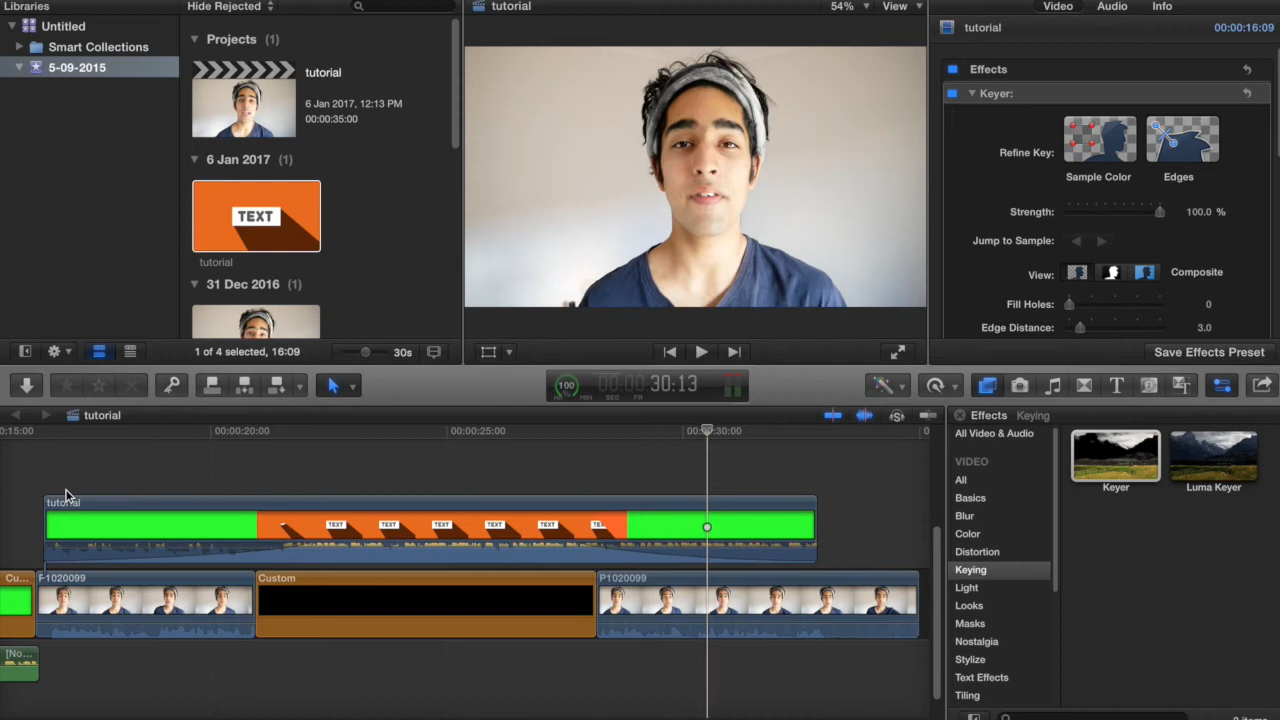 Libraries
Hide Rejected
tutorial
54%
View
Video
Audio
Info
Untitled
Smart Collections
5-09-2015
Projects (1)
tutorial
6 Jan 2017, 12:13 PM
00:00:35:00
6 Jan 2017 (1)
TEXT
tutorial
31 Dec 2016 (1)
1 of 4 selected, 16:09
30s
tutorial
00:00:16:09
Effects
Keyer:
Refine Key:
Sample Color
Edges
Strength:
100.0 %
Jump to Sample:
View:
Composite
Fill Holes:
0
Edge Distance:
3.0
Save Effects Preset
100
%
HR
MIN
SEC
FR
30:13
tutorial
0:15:00
00:00:20:00
00:00:25:00
00:00:30:00
tutorial
TEXT TEXT TEXT TEXT TEXT
Cu...
P1020099
Custom
P1020099
[No...
Effects
Keying
All Video & Audio
VIDEO
All
Basics
Blur
Color
Distortion
Keying
Light
Looks
Masks
Nostalgia
Stylize
Text Effects
Tiling
Keyer
Luma Keyer